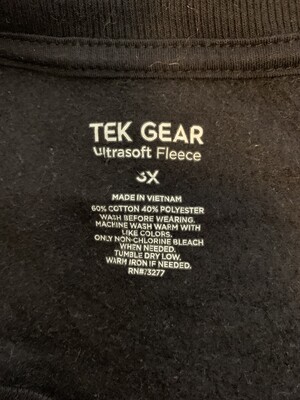 TEK GEAR
Ultrasoft Fleece
3X
MADE IN VIETNAM
60% COTTON 40% POLYESTER
WASH BEFORE WEARING.
MACHINE WASH WARM WITH
LIKE COLORS.
ONLY NON-CHLORINE BLEACH
WHEN NEEDED.
TUMBLE DRY LOW.
WARM IRON IF NEEDED.
RN#73277